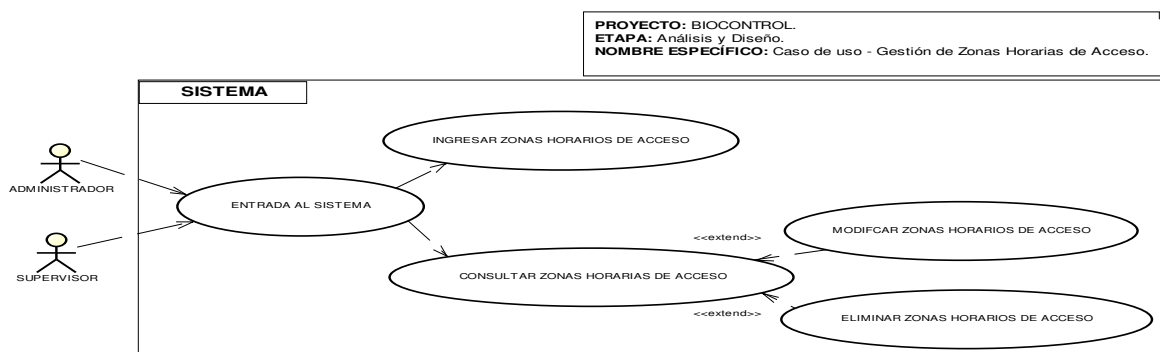 PROYECTO: BIOCONTROL.
ETAPA: Análisis y Diseño.
NOMBRE ESPECÍFICO: Caso de uso - Gestión de Zonas Horarias de Acceso.
SISTEMA
INGRESAR ZONAS HORARIOS DE ACCESO
ADMINISTRADOR
ENTRADA AL SISTEMA
SUPERVISOR
<<extend>>
MODIFCAR ZONAS HORARIOS DE ACCESO
CONSULTAR ZONAS HORARIAS DE ACCESO
<<extend>>
ELIMINAR ZONAS HORARIOS DE ACCESO